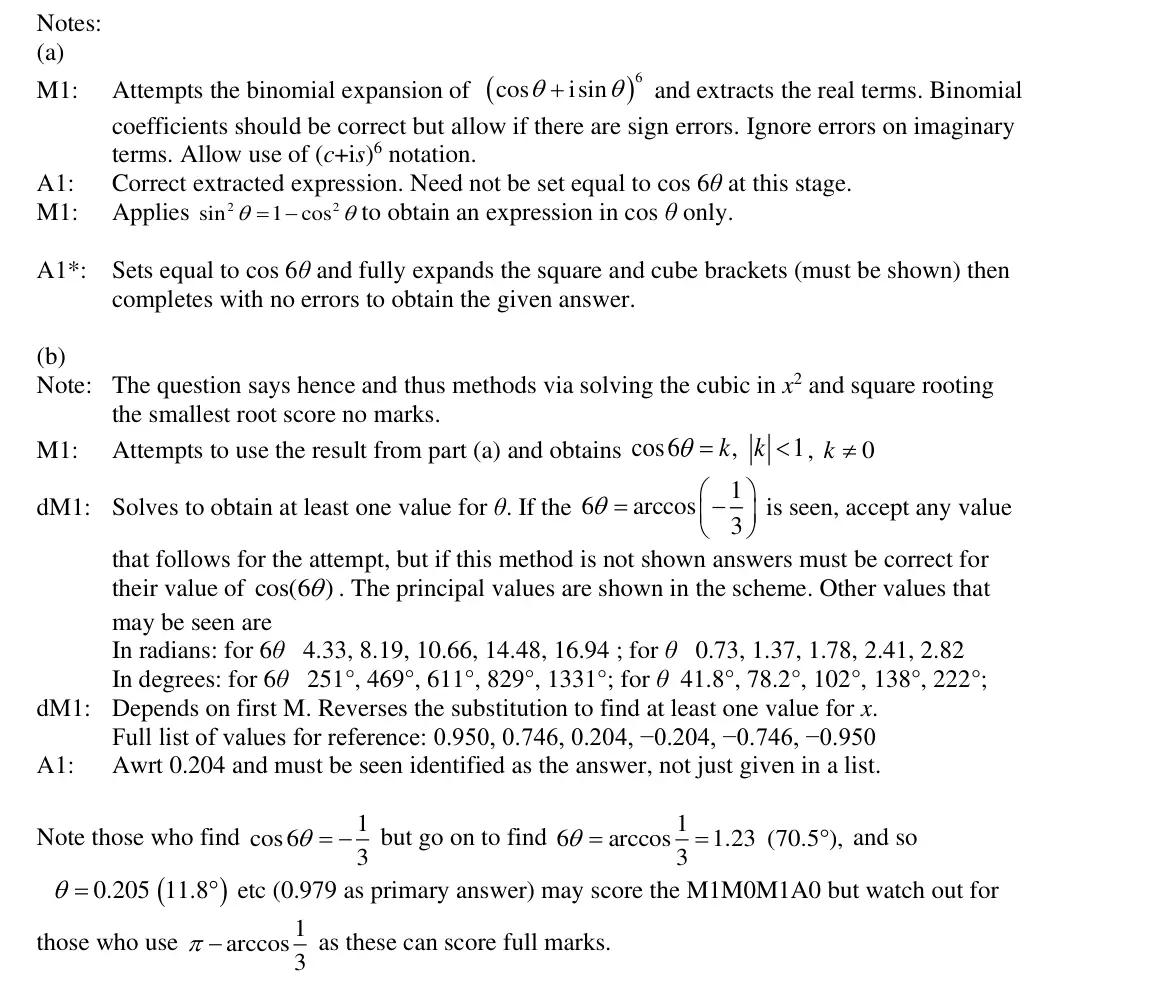 Notes:
(a)
M1: Attempts the binomial expansion of (cosθ + i sin θ)⁶ and extracts the real terms. Binomial
coefficients should be correct but allow if there are sign errors. Ignore errors on imaginary
terms. Allow use of (c+is)⁶ notation.
A1: Correct extracted expression. Need not be set equal to cos 6θ at this stage.
M1: Applies sin² θ = 1 − cos² θ to obtain an expression in cos θ only.
A1*: Sets equal to cos 6θ and fully expands the square and cube brackets (must be shown) then
completes with no errors to obtain the given answer.
(b)
Note: The question says hence and thus methods via solving the cubic in x² and square rooting
the smallest root score no marks.
M1: Attempts to use the result from part (a) and obtains cos 6θ = k, |k| < 1, k ≠ 0
dM1: Solves to obtain at least one value for θ. If the 6θ = arccos(−1/3) is seen, accept any value
that follows for the attempt, but if this method is not shown answers must be correct for
their value of cos(6θ). The principal values are shown in the scheme. Other values that
may be seen are
In radians: for 6θ 4.33, 8.19, 10.66, 14.48, 16.94 ; for θ 0.73, 1.37, 1.78, 2.41, 2.82
In degrees: for 6θ 251°, 469°, 611°, 829°, 1331°; for θ 41.8°, 78.2°, 102°, 138°, 222°;
dM1: Depends on first M. Reverses the substitution to find at least one value for x.
Full list of values for reference: 0.950, 0.746, 0.204, −0.204, −0.746, −0.950
A1: Awrt 0.204 and must be seen identified as the answer, not just given in a list.
Note those who find cos 6θ = −1/3 but go on to find 6θ = arccos 1/3 = 1.23 (70.5°), and so
θ = 0.205 (11.8°) etc (0.979 as primary answer) may score the M1M0M1A0 but watch out for
those who use π − arccos 1/3 as these can score full marks.